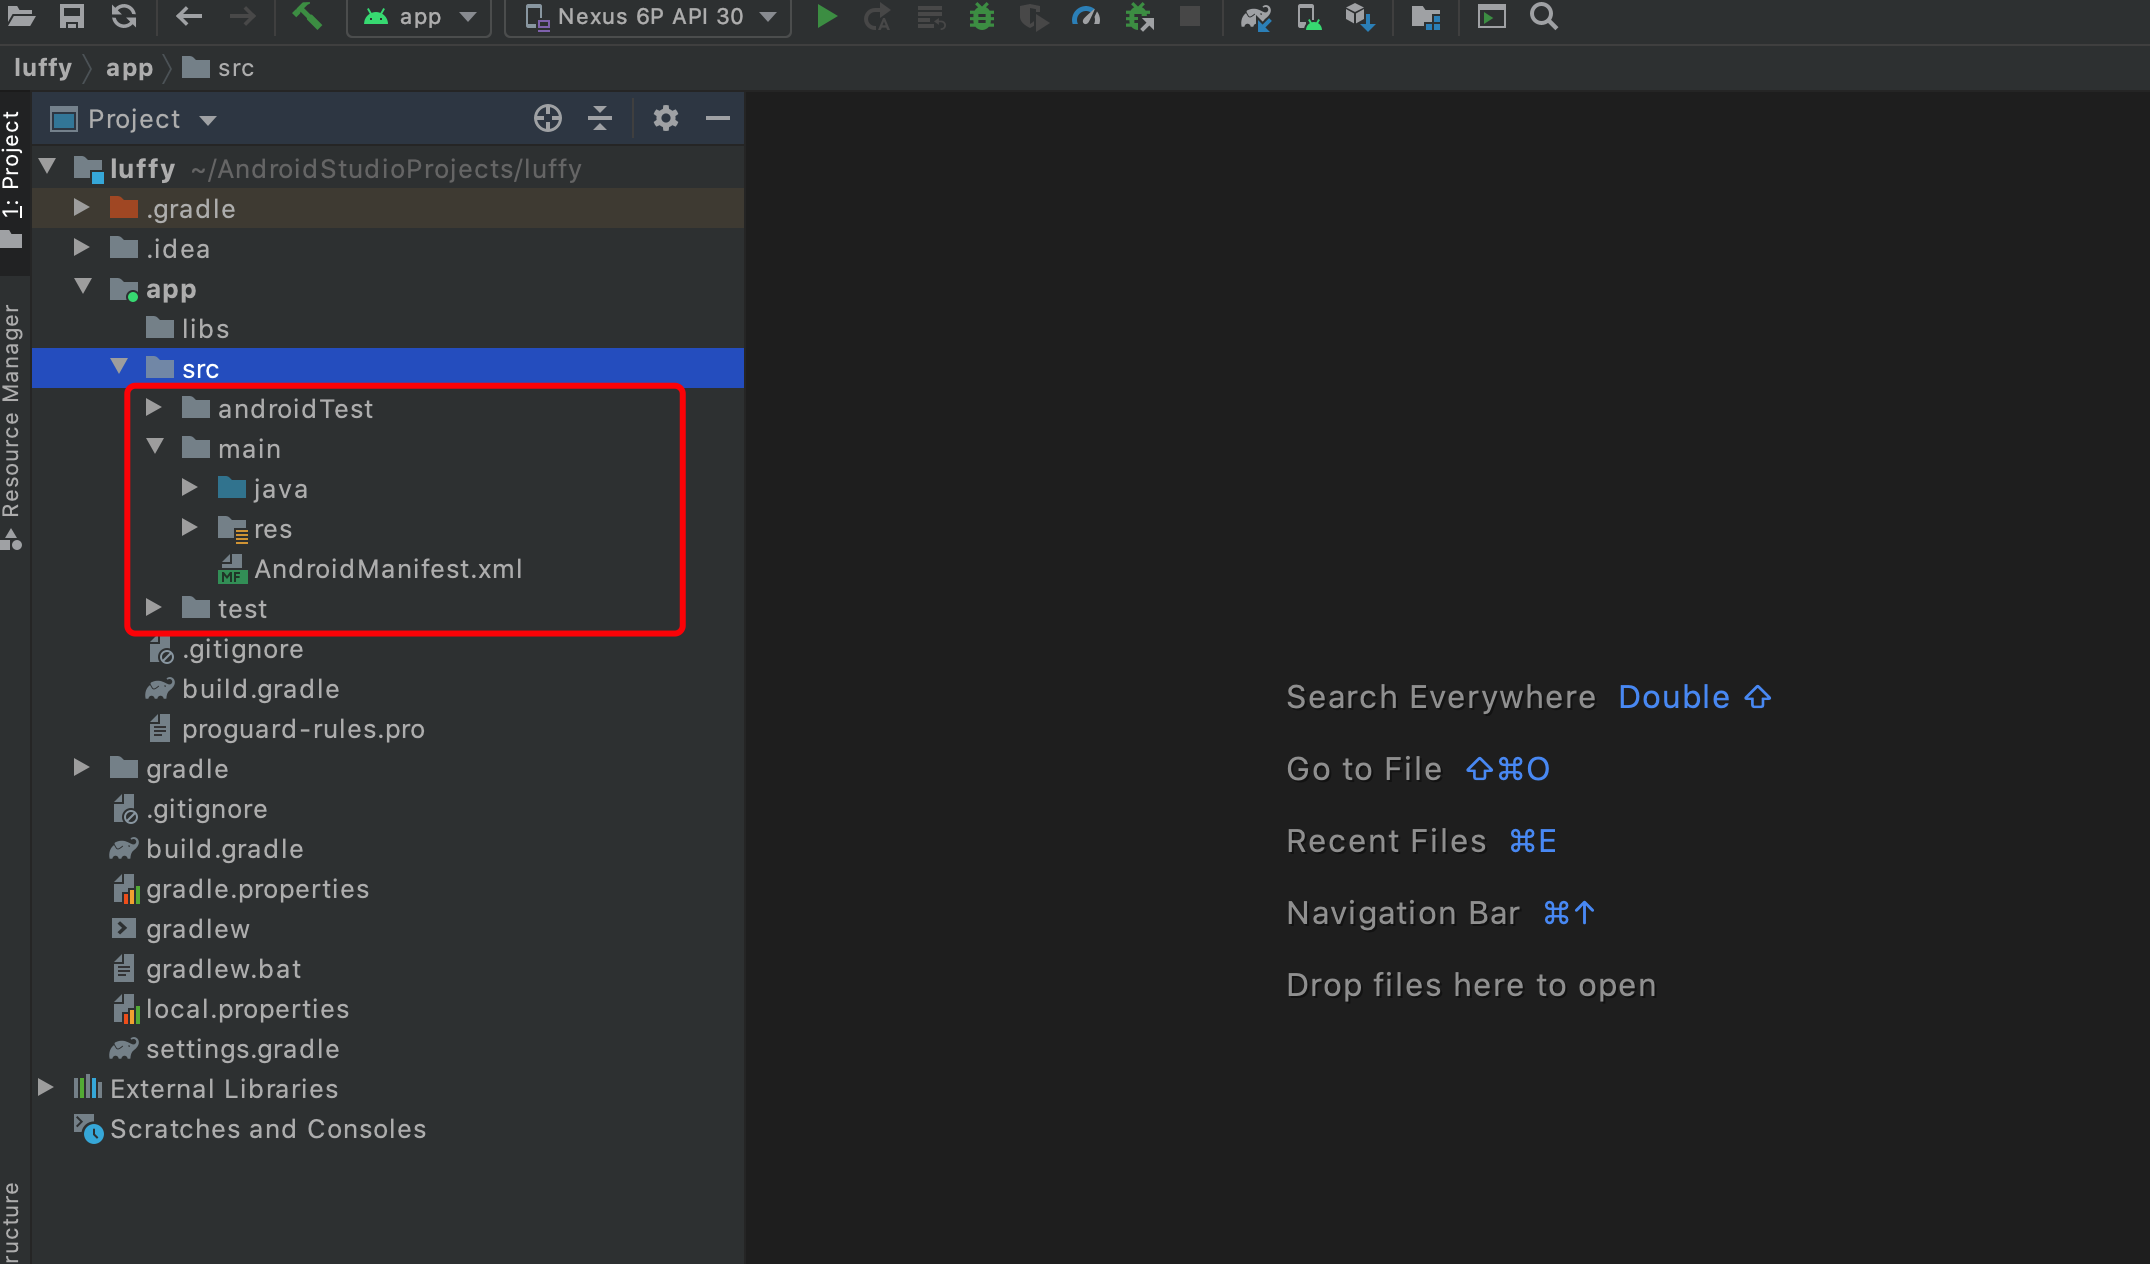 app
Nexus 6P API 30
luffy app src
1: Project
Resource Manager
Project
luffy ~/AndroidStudioProjects/luffy
.gradle
.idea
app
libs
src
androidTest
main
java
res
MF AndroidManifest.xml
test
.gitignore
build.gradle
proguard-rules.pro
gradle
.gitignore
build.gradle
gradle.properties
gradlew
gradlew.bat
local.properties
settings.gradle
External Libraries
Scratches and Consoles
ructure
Search Everywhere Double ⇧
Go to File ⇧⌘O
Recent Files ⌘E
Navigation Bar ⌘↑
Drop files here to open